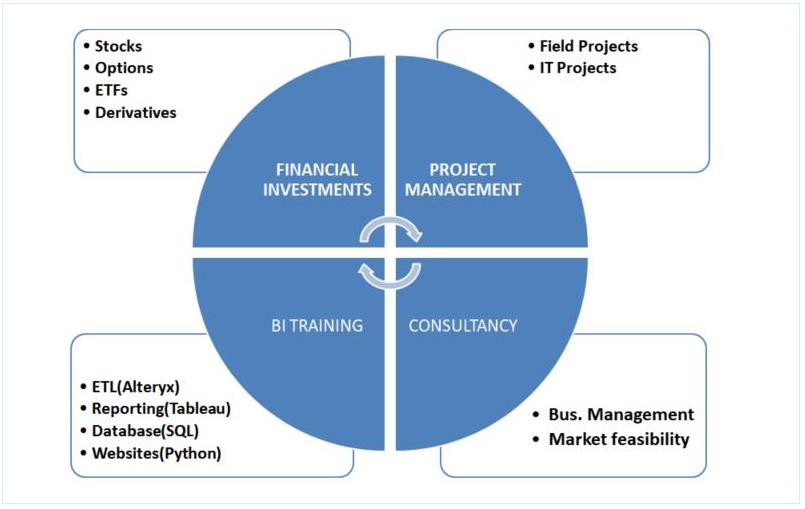 • Stocks
• Options
• ETFs
• Derivatives
• Field Projects
• IT Projects
FINANCIAL
INVESTMENTS
PROJECT
MANAGEMENT
BI TRAINING
CONSULTANCY
• ETL(Alteryx)
• Reporting(Tableau)
• Database(SQL)
• Websites(Python)
• Bus. Management
• Market feasibility